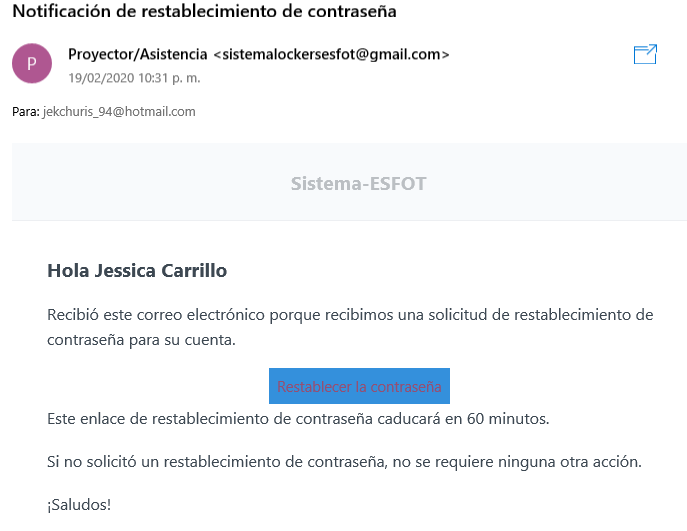 Notificación de restablecimiento de contraseña
P
Proyector/Asistencia <sistemalockersesfot@gmail.com>
19/02/2020 10:31 p. m.
Para: jekchuris_94@hotmail.com
Sistema-ESFOT
Hola Jessica Carrillo
Recibió este correo electrónico porque recibimos una solicitud de restablecimiento de
contraseña para su cuenta.
Restablecer la contraseña
Este enlace de restablecimiento de contraseña caducará en 60 minutos.
Si no solicitó un restablecimiento de contraseña, no se requiere ninguna otra acción.
¡Saludos!